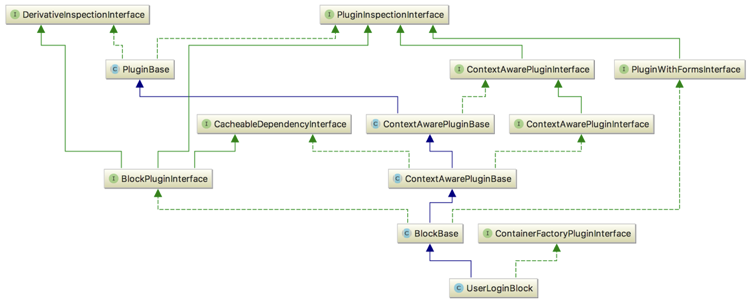 I DerivativeInspectionInterface
I PluginInspectionInterface
C PluginBase
I ContextAwarePluginInterface
I PluginWithFormsInterface
I CacheableDependencyInterface
C ContextAwarePluginBase
I ContextAwarePluginInterface
I BlockPluginInterface
C ContextAwarePluginBase
C BlockBase
I ContainerFactoryPluginInterface
C UserLoginBlock